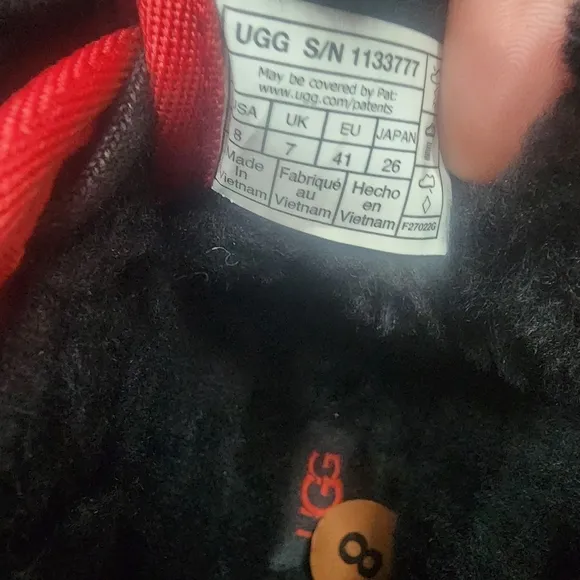 UGG S/N 1133777
May be covered by Pat:
www.ugg.com/patents
USA UK EU JAPAN
8 7 41 26
Made in Vietnam
Fabriqué au Vietnam
Hecho en Vietnam
F27022G
UGG
8